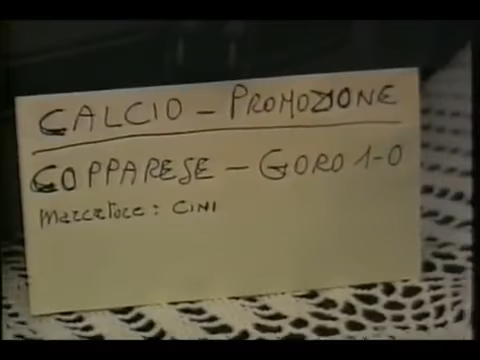 CALCIO - PROMOZIONE
COPPARESE - GORO 1-0
Marcatore: CINI